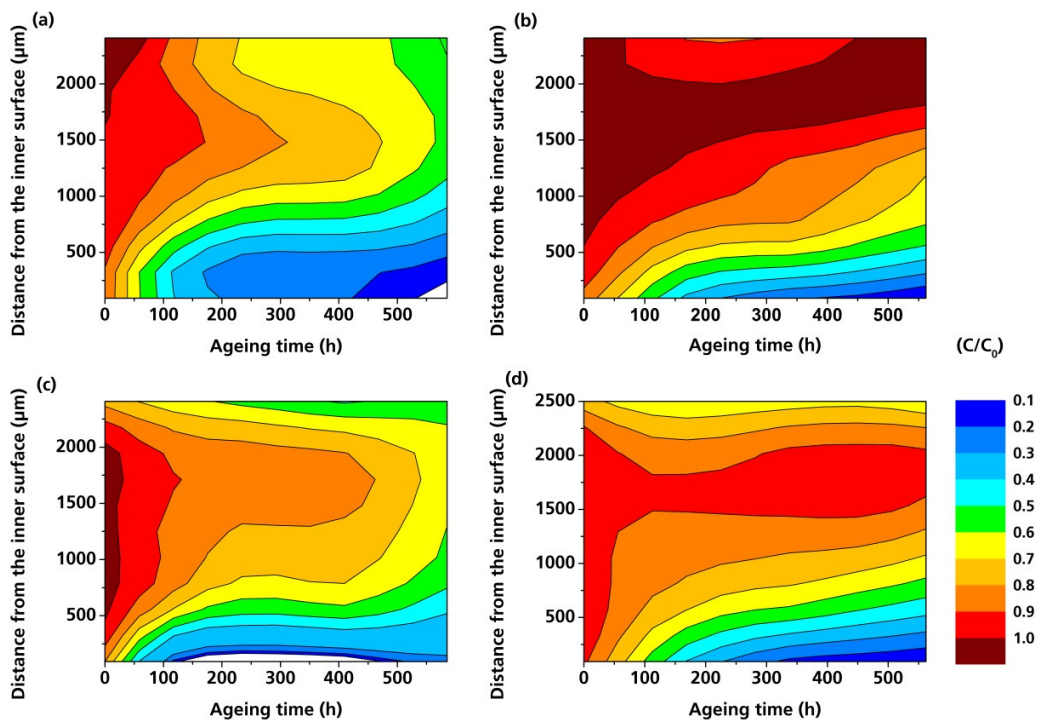 (a)
Distance from the inner surface (µm)
2000
1500
1000
500
0 100 200 300 400 500
Ageing time (h)
(b)
Distance from the inner surface (µm)
2000
1500
1000
500
0 100 200 300 400 500
Ageing time (h)
(c)
Distance from the inner surface (µm)
2000
1500
1000
500
0 100 200 300 400 500
Ageing time (h)
(d)
Distance from the inner surface (µm)
2500
2000
1500
1000
500
0 100 200 300 400 500
Ageing time (h)
(C/C₀)
0.1
0.2
0.3
0.4
0.5
0.6
0.7
0.8
0.9
1.0